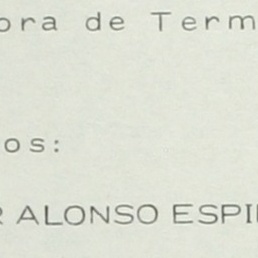 ora de Term
os:
R ALONSO ESPI